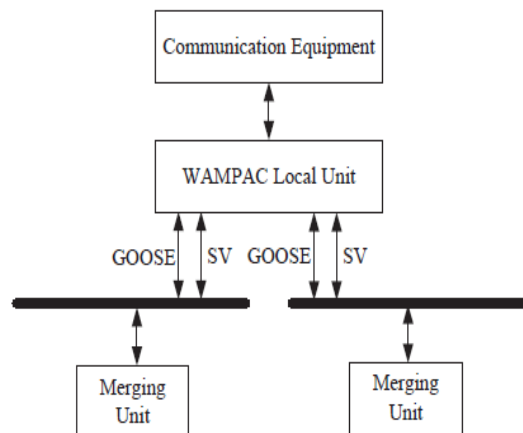 Communication Equipment
WAMPAC Local Unit
GOOSE SV GOOSE SV
Merging
Unit
Merging
Unit